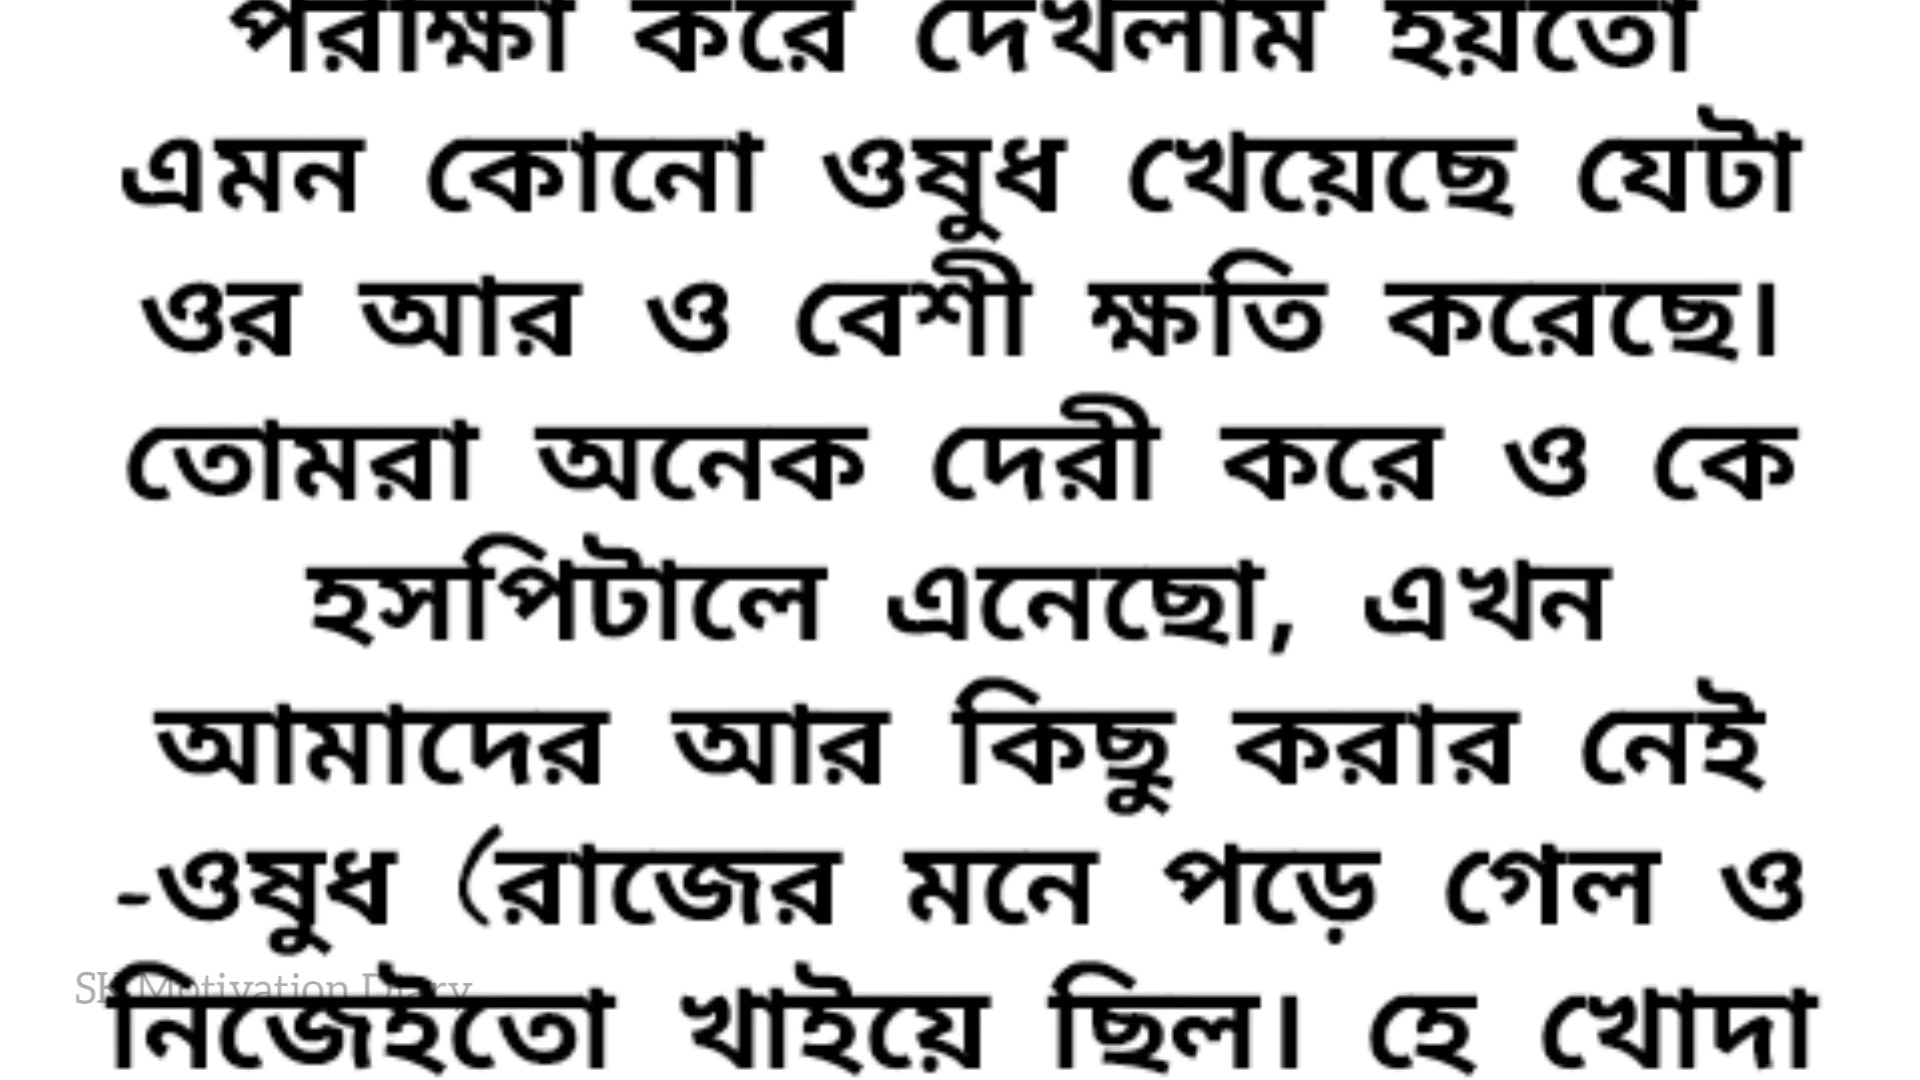 পরীক্ষা করে দেখলাম হয়তো
এমন কোনো ওষুধ খেয়েছে যেটা
ওর আর ও বেশী ক্ষতি করেছে।
তোমরা অনেক দেরী করে ও কে
হসপিটালে এনেছো, এখন
আমাদের আর কিছু করার নেই
-ওষুধ (রাজের মনে পড়ে গেল ও
SK Motivation Diary
নিজেইতো খাইয়ে ছিল। হে খোদা